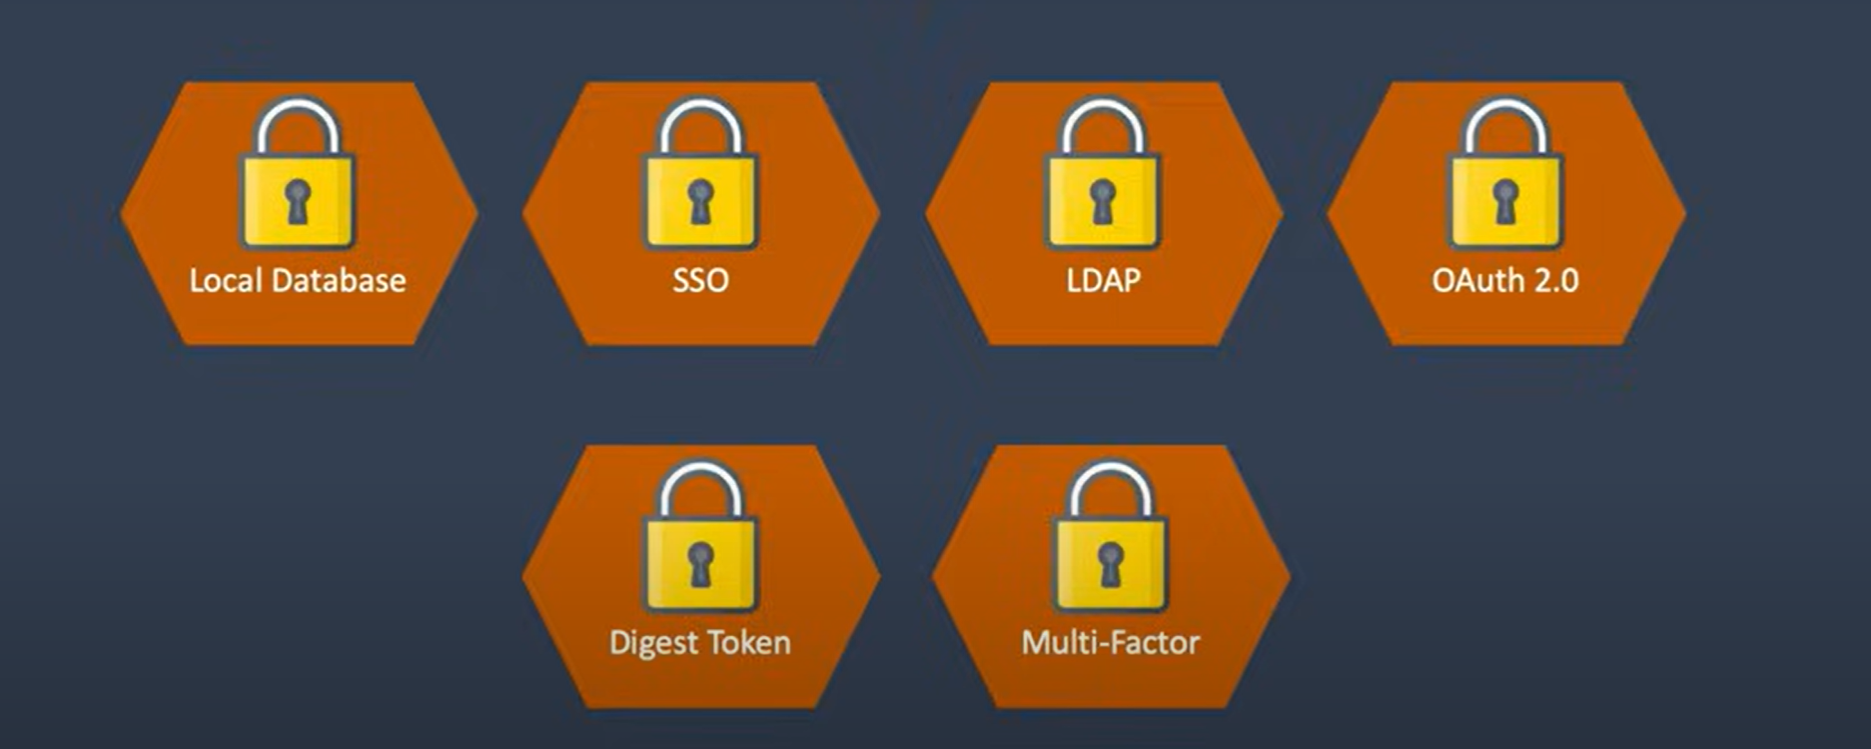 Local Database
SSO
LDAP
OAuth 2.0
Digest Token
Multi-Factor